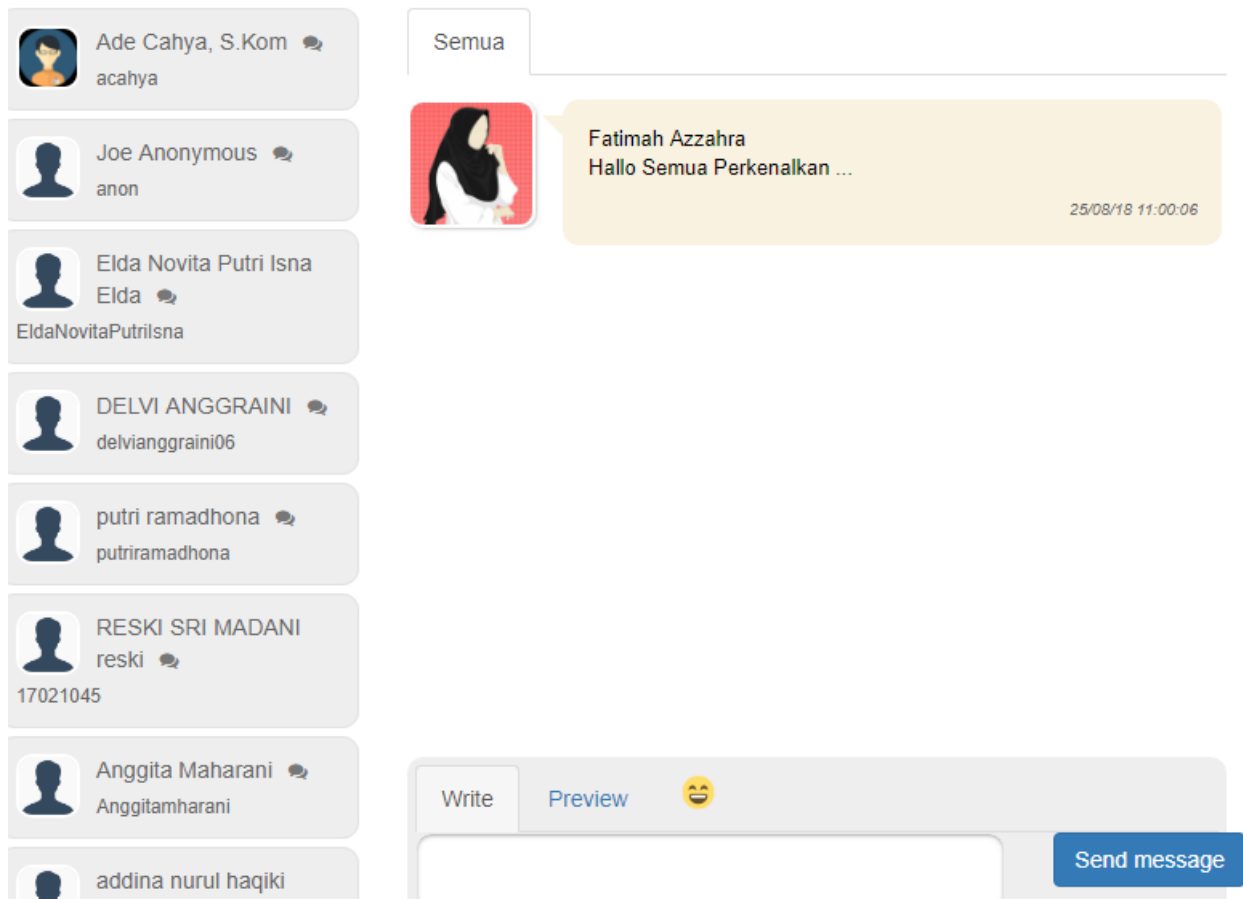 Ade Cahya, S.Kom
acahya
Joe Anonymous
anon
Elda Novita Putri Isna
Elda
EldaNovitaPutriIsna
DELVI ANGGRAINI
delvianggraini06
putri ramadhona
putriramadhona
RESKI SRI MADANI
reski
17021045
Anggita Maharani
Anggitamharani
addina nurul haqiki
Semua
Fatimah Azzahra
Hallo Semua Perkenalkan ...
25/08/18 11:00:06
Write Preview
Send message